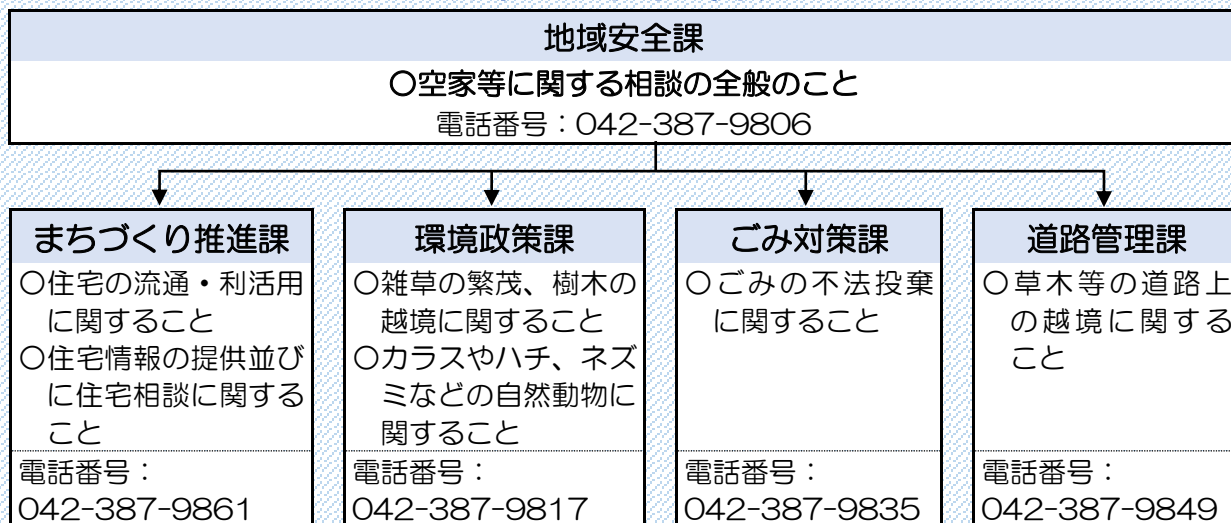 地域安全課
〇空家等に関する相談の全般のこと
電話番号：042-387-9806
まちづくり推進課
〇住宅の流通・利活用
に関すること
〇住宅情報の提供並び
に住宅相談に関する
こと
電話番号：
042-387-9861
環境政策課
〇雑草の繁茂、樹木の
越境に関すること
〇カラスやハチ、ネズ
ミなどの自然動物に
関すること
電話番号：
042-387-9817
ごみ対策課
〇ごみの不法投棄
に関すること
電話番号：
042-387-9835
道路管理課
〇草木等の道路上
の越境に関する
こと
電話番号：
042-387-9849